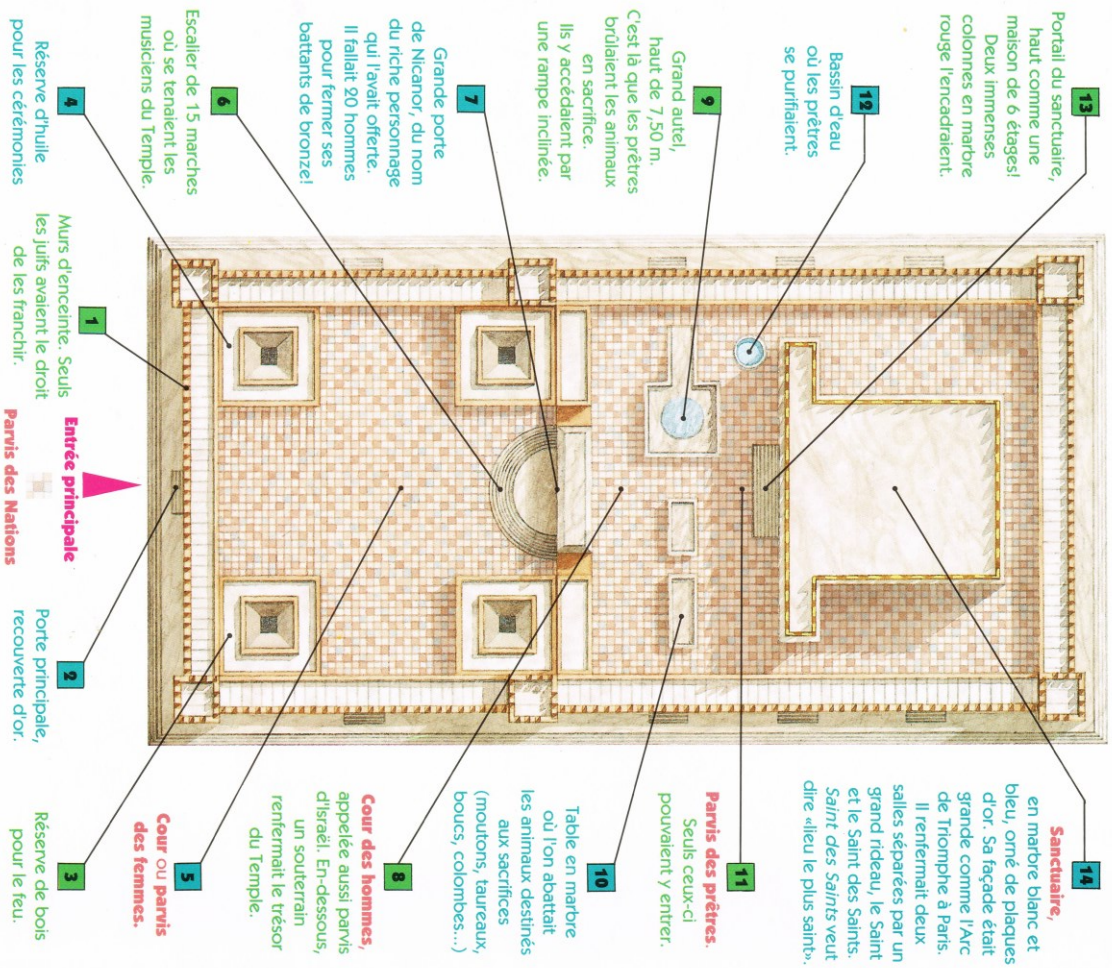 13
Portail du sanctuaire,
haut comme une
maison de 6 étages!
Deux immenses
colonnes en marbre
rouge l'encadraient.
12
Bassin d'eau
où les prêtres
se purifiaient.
9
Grand autel,
haut de 7,50 m.
C'est là que les prêtres
brûlaient les animaux
en sacrifice.
Ils y accédaient par
une rampe inclinée.
7
Grande porte
de Nicanor, du nom
du riche personnage
qui l'avait offerte.
Il fallait 20 hommes
pour fermer ses
battants de bronze!
6
Escalier de 15 marches
où se tenaient les
musiciens du Temple.
4
Réserve d'huile
pour les cérémonies
1
Murs d'enceinte. Seuls
les juifs avaient le droit
de les franchir.
Entrée principale
Parvis des Nations
2
Porte principale,
recouverte d'or.
14
Sanctuaire,
en marbre blanc et
bleu, orné de plaques
d'or. Sa façade était
grande comme l'Arc
de Triomphe à Paris.
Il renfermait deux
salles séparées par un
grand rideau, le Saint
et le Saint des Saints.
Saint des Saints veut
dire «lieu le plus saint».
11
Parvis des prêtres.
Seuls ceux-ci
pouvaient y entrer.
10
Table en marbre
où l'on abattait
les animaux destinés
aux sacrifices
(moutons, taureaux,
boucs, colombes...)
8
Cour des hommes,
appelée aussi parvis
d'Israël. En-dessous,
un souterrain
renfermait le trésor
du Temple.
5
Cour ou parvis
des femmes.
3
Réserve de bois
pour le feu.